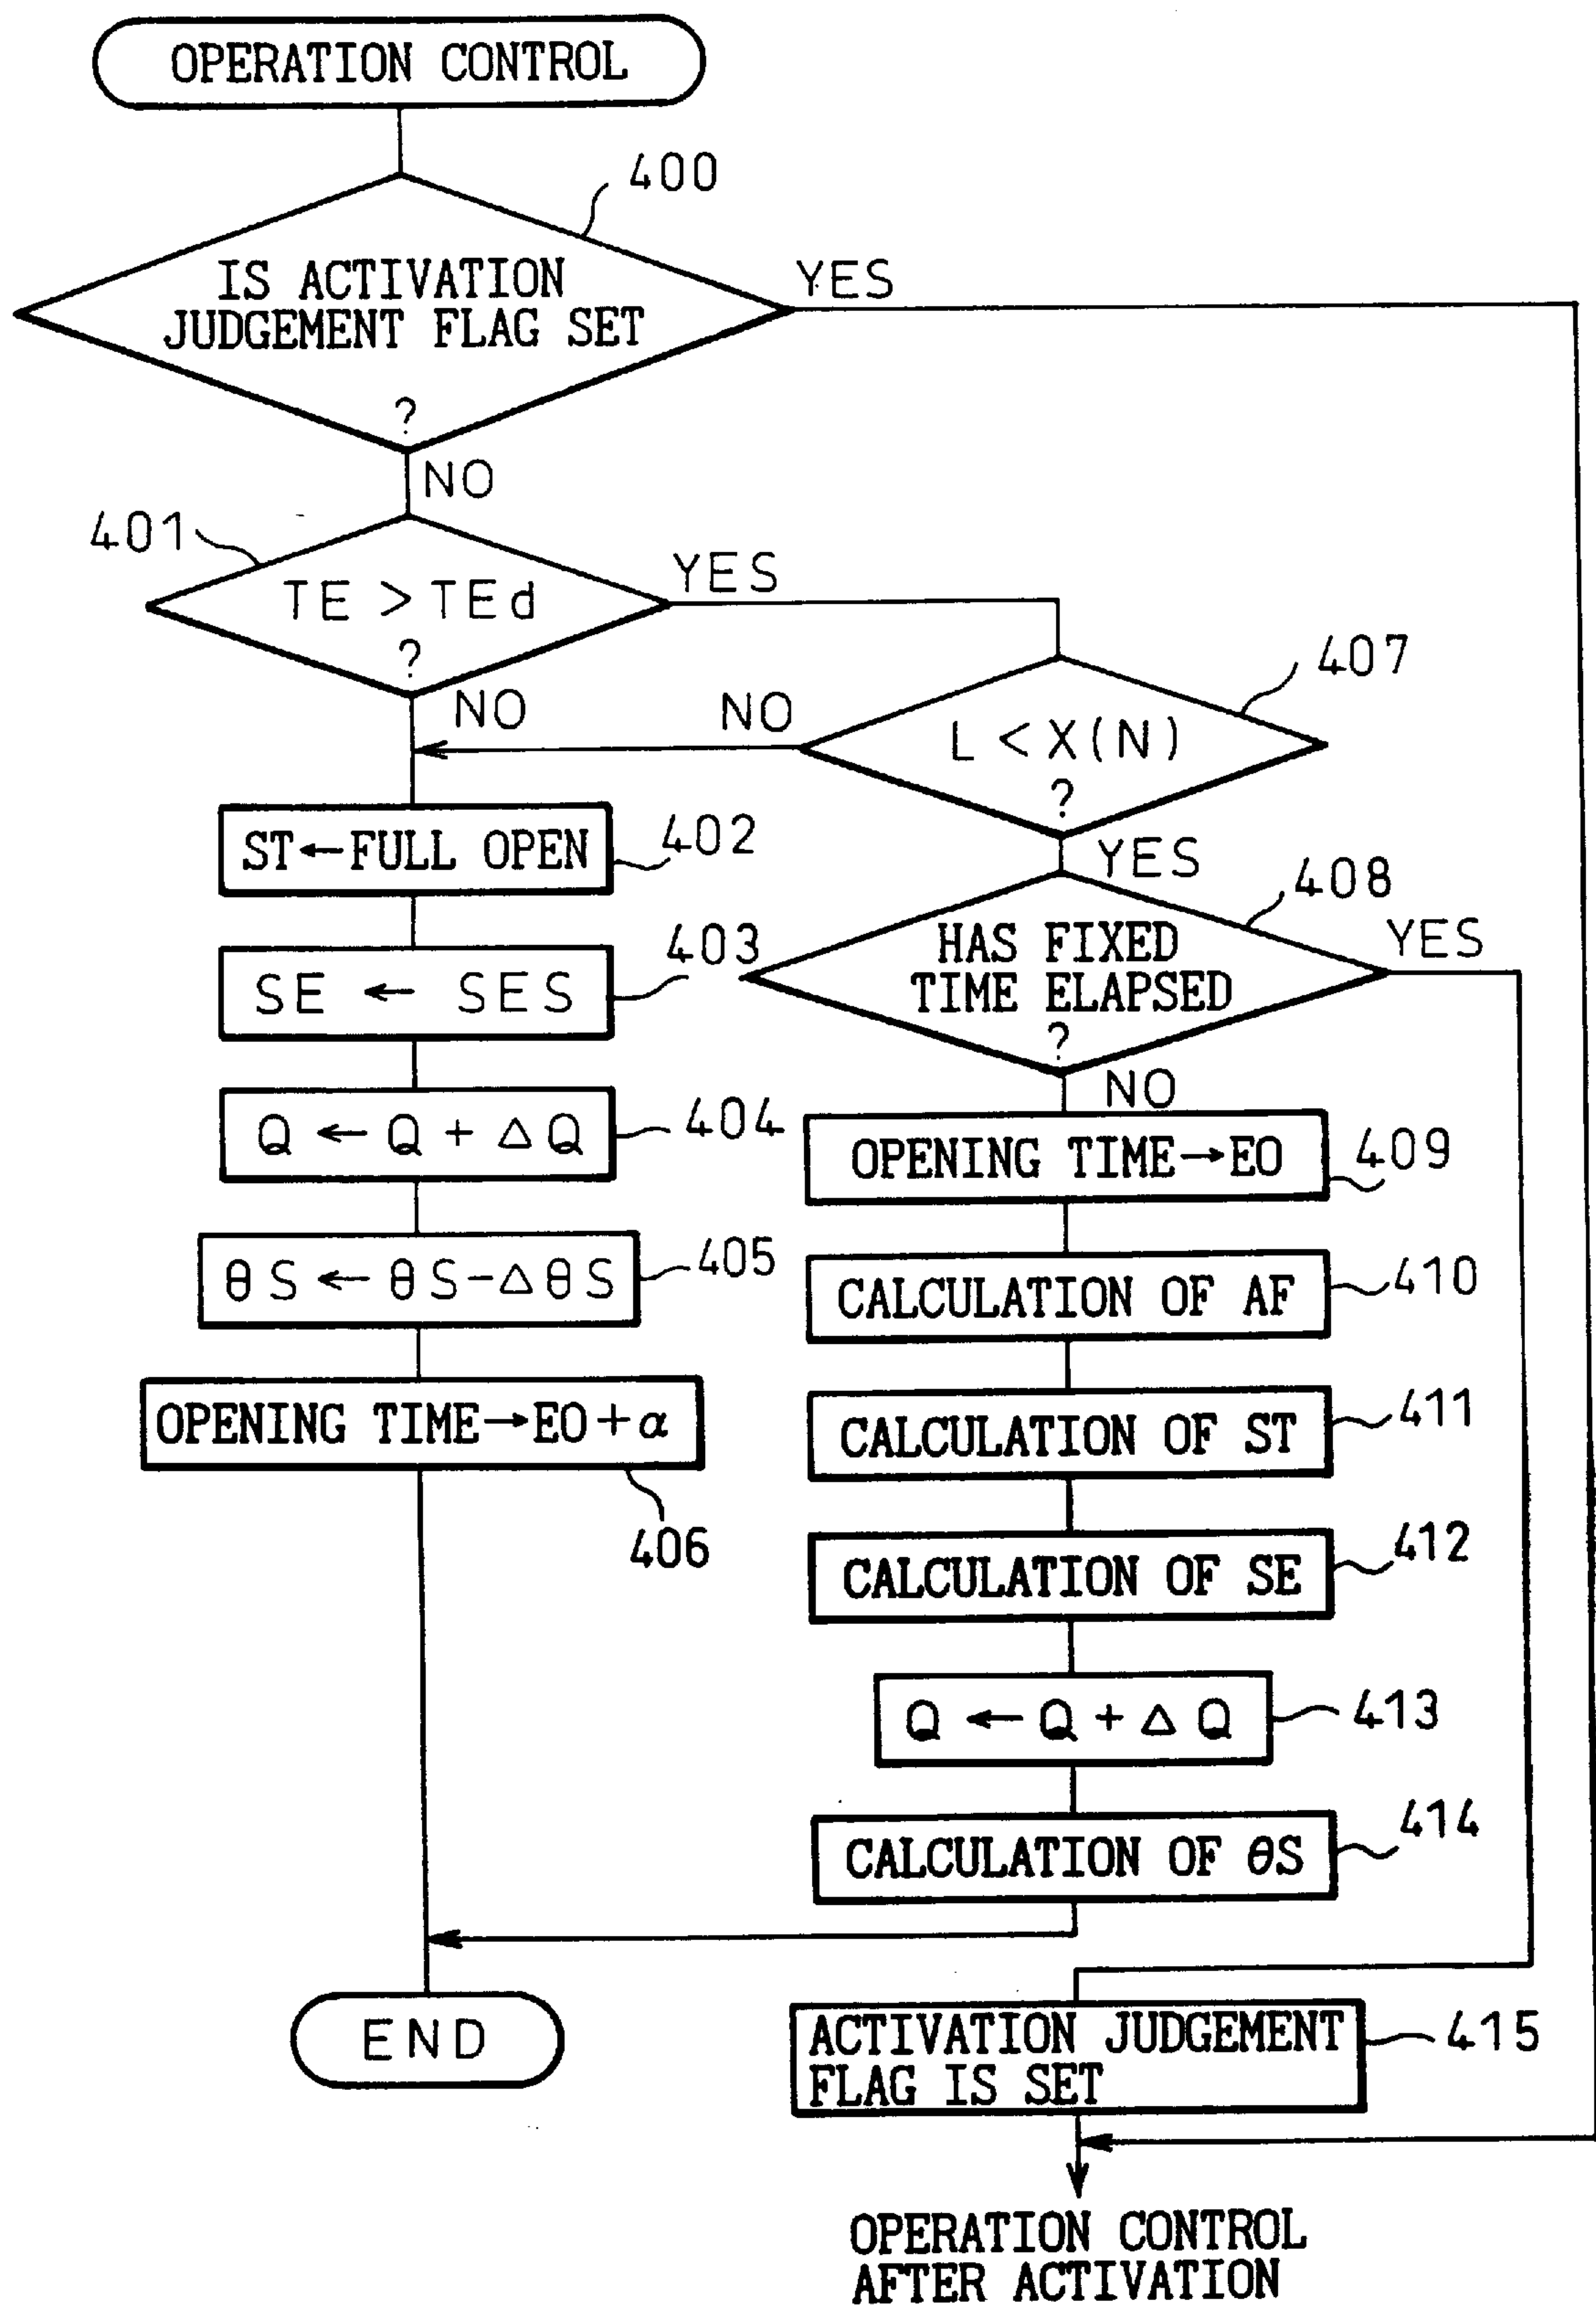 OPERATION CONTROL
400
IS ACTIVATION
JUDGEMENT FLAG SET
?
YES
NO
401
TE > TEd
?
YES
NO
407
L < X(N)
?
NO
YES
ST←FULL OPEN
402
408
HAS FIXED
TIME ELAPSED
?
YES
NO
SE ← SES
403
Q ← Q + ΔQ
404
OPENING TIME→EO
409
θS ← θS-ΔθS
405
CALCULATION OF AF
410
OPENING TIME→EO+α
406
CALCULATION OF ST
411
CALCULATION OF SE
412
Q ← Q + ΔQ
413
CALCULATION OF θS
414
END
ACTIVATION JUDGEMENT
FLAG IS SET
415
OPERATION CONTROL
AFTER ACTIVATION